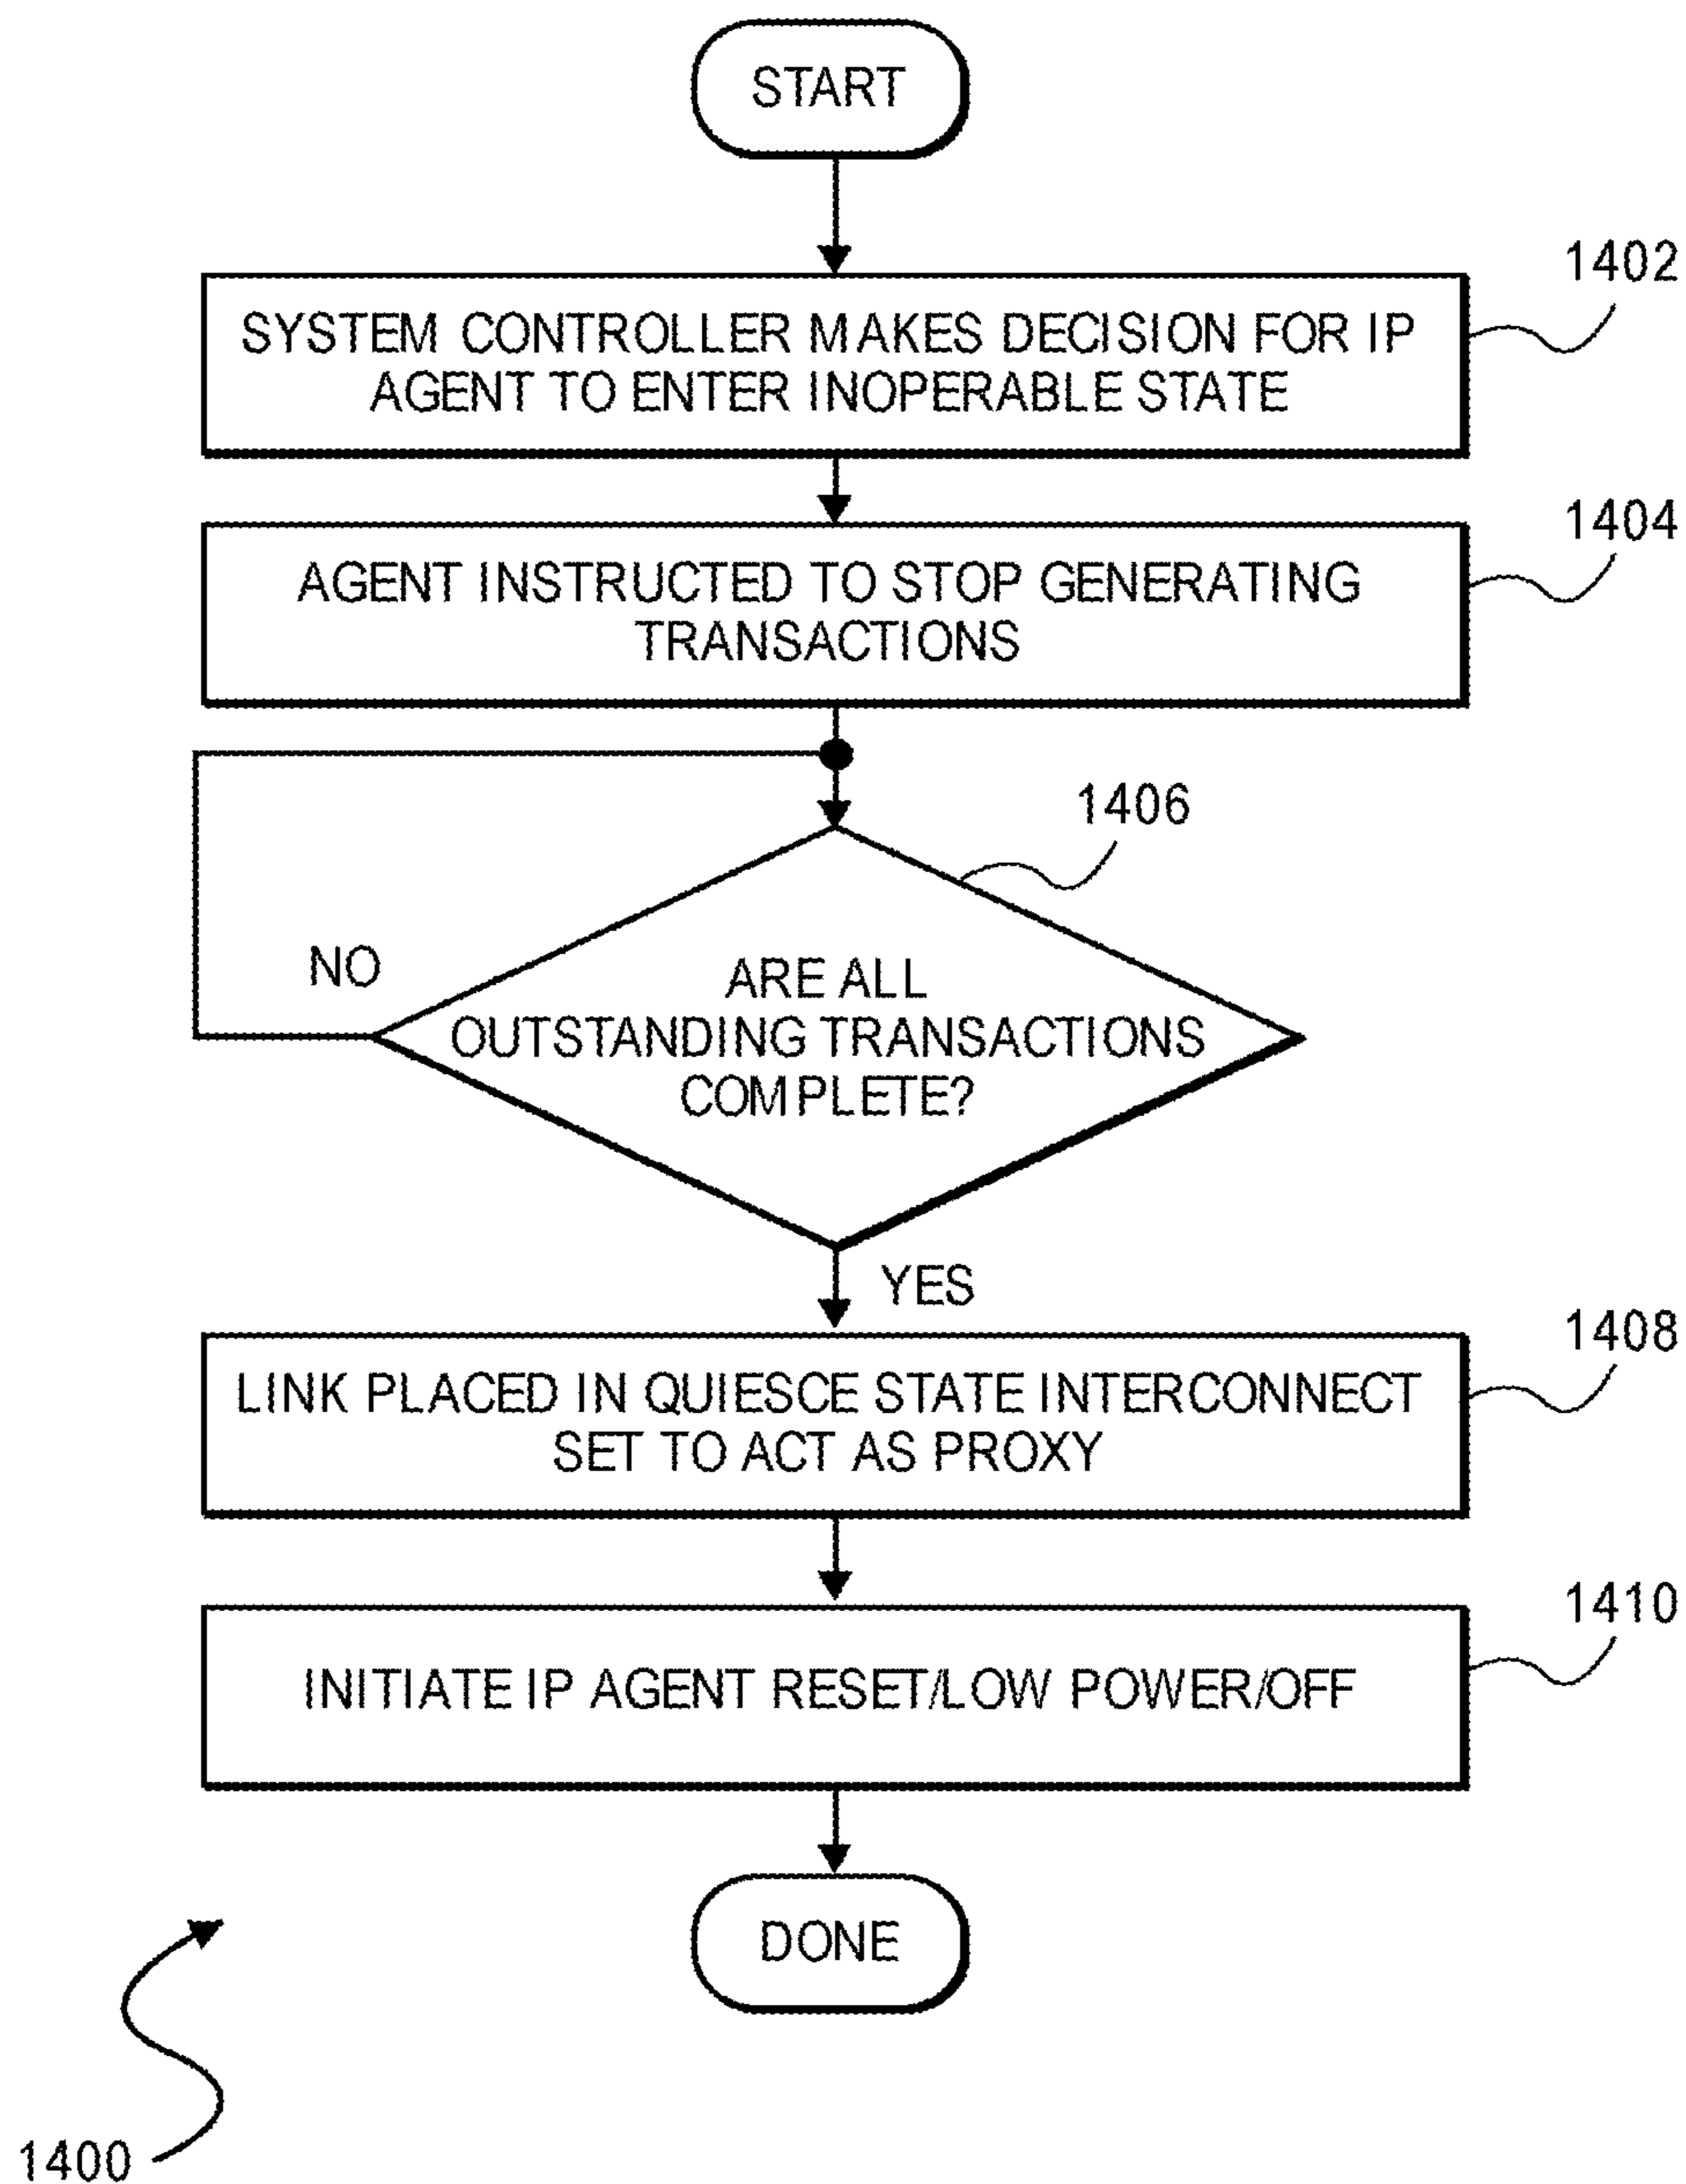 START
1402
SYSTEM CONTROLLER MAKES DECISION FOR IP
AGENT TO ENTER INOPERABLE STATE
1404
AGENT INSTRUCTED TO STOP GENERATING
TRANSACTIONS
1406
NO
ARE ALL
OUTSTANDING TRANSACTIONS
COMPLETE?
YES
1408
LINK PLACED IN QUIESCE STATE INTERCONNECT
SET TO ACT AS PROXY
1410
INITIATE IP AGENT RESET/LOW POWER/OFF
DONE
1400